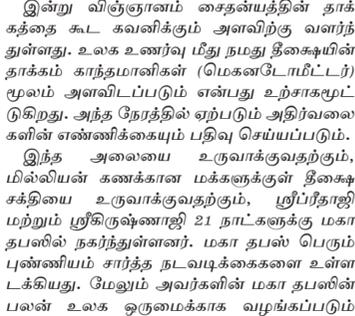 இன்று விஞ்ஞானம் சைதன்யத்தின் தாக்
கத்தை கூட கவனிக்கும் அளவிற்கு வளர்ந்
துள்ளது. உலக உணர்வு மீது நமது தீக்ஷையின்
தாக்கம் காந்தமானிகள் (மெகனடோமீட்டர்)
மூலம் அளவிடப்படும் என்பது உற்சாகமூட்
டுகிறது. அந்த நேரத்தில் ஏற்படும் அதிர்வலை
களின் எண்ணிக்கையும் பதிவு செய்யப்படும்.
இந்த அலையை உருவாக்குவதற்கும்,
மில்லியன் கணக்கான மக்களுக்குள் தீக்ஷை
சக்தியை உருவாக்குவதற்கும், ஸ்ரீப்ரீதாஜி
மற்றும் ஸ்ரீகிருஷ்ணாஜி 21 நாட்களுக்கு மகா
தபஸில் நகர்ந்துள்ளனர். மகா தபஸ் பெரும்
புண்ணியம் சார்ந்த நடவடிக்கைகளை உள்ள
டக்கியது. மேலும் அவர்களின் மகா தபஸின்
பலன் உலக ஒருமைக்காக வழங்கப்படும்